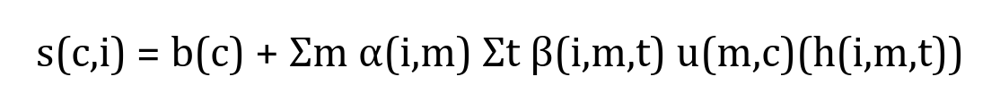 s(c,i) = b(c) + Σm α(i,m) Σt β(i,m,t) u(m,c)(h(i,m,t))